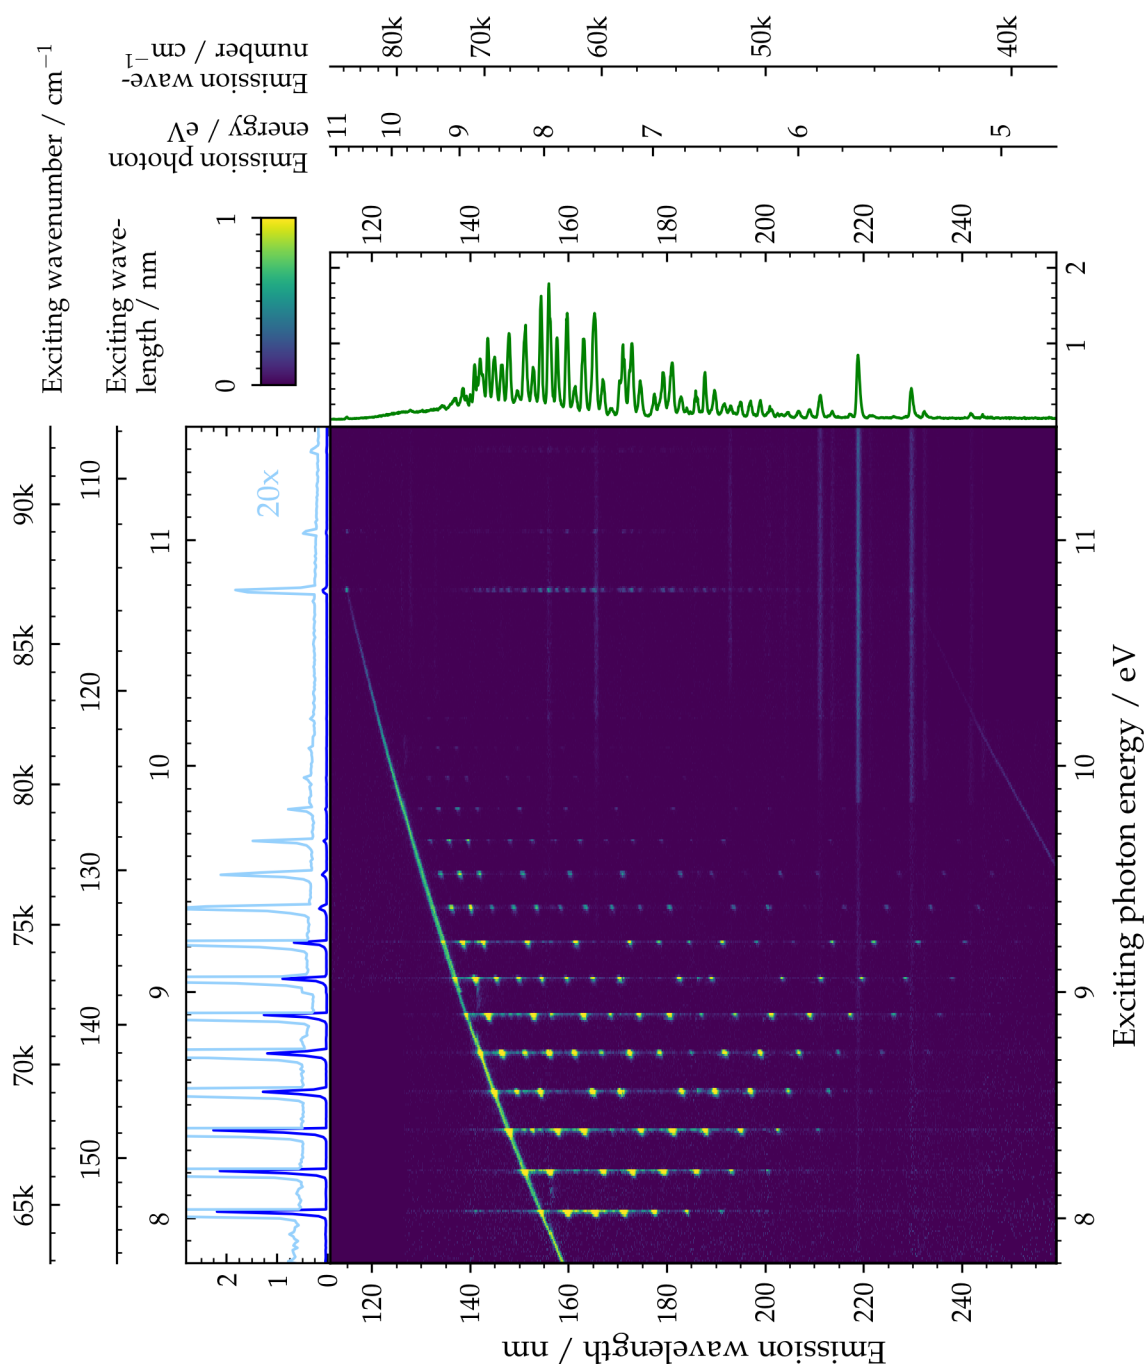 Exciting wavenumber / cm⁻¹
65k 70k 75k 80k 85k 90k
Exciting wave-
length / nm
150 140 130 120 110
8 9 10 11
0 1
20x
0 1 2
120 140 160 180 200 220 240
Emission wavelength / nm
8 9 10 11
Exciting photon energy / eV
1 2
120 140 160 180 200 220 240
Emission photon
energy / eV
11 10 9 8 7 6 5
Emission wave-
number / cm⁻¹
80k 70k 60k 50k 40k